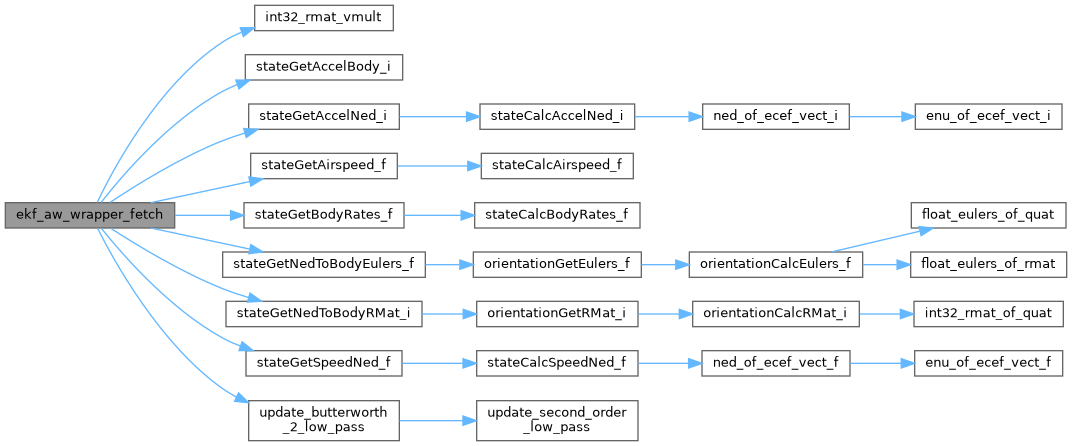 int32_rmat_vmult
stateGetAccelBody_i
stateGetAccelNed_i
stateCalcAccelNed_i
ned_of_ecef_vect_i
enu_of_ecef_vect_i
stateGetAirspeed_f
stateCalcAirspeed_f
ekf_aw_wrapper_fetch
stateGetBodyRates_f
stateCalcBodyRates_f
float_eulers_of_quat
stateGetNedToBodyEulers_f
orientationGetEulers_f
orientationCalcEulers_f
float_eulers_of_rmat
stateGetNedToBodyRMat_i
orientationGetRMat_i
orientationCalcRMat_i
int32_rmat_of_quat
stateGetSpeedNed_f
stateCalcSpeedNed_f
ned_of_ecef_vect_f
enu_of_ecef_vect_f
update_butterworth
_2_low_pass
update_second_order
_low_pass